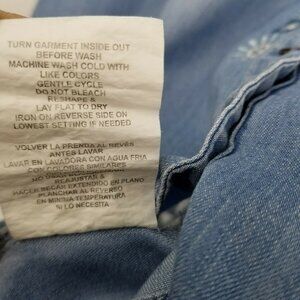 TURN GARMENT INSIDE OUT
BEFORE WASH
MACHINE WASH COLD WITH
LIKE COLORS
GENTLE CYCLE
DO NOT BLEACH
RESHAPE &
LAY FLAT TO DRY
IRON ON REVERSE SIDE ON
LOWEST SETTING IF NEEDED
VOLVER LA PRENDA AL REVÉS
ANTES LAVAR
LAVAR EN LAVADORA CON AGUA FRIA
CON COLORES SIMILARES
REAJUSTAR &
HACER SECAR EXTENDIDO EN PLANO
PLANCHAR AL REVERSO
EN MINIMA TEMPERATURA
SI LO NECESITA